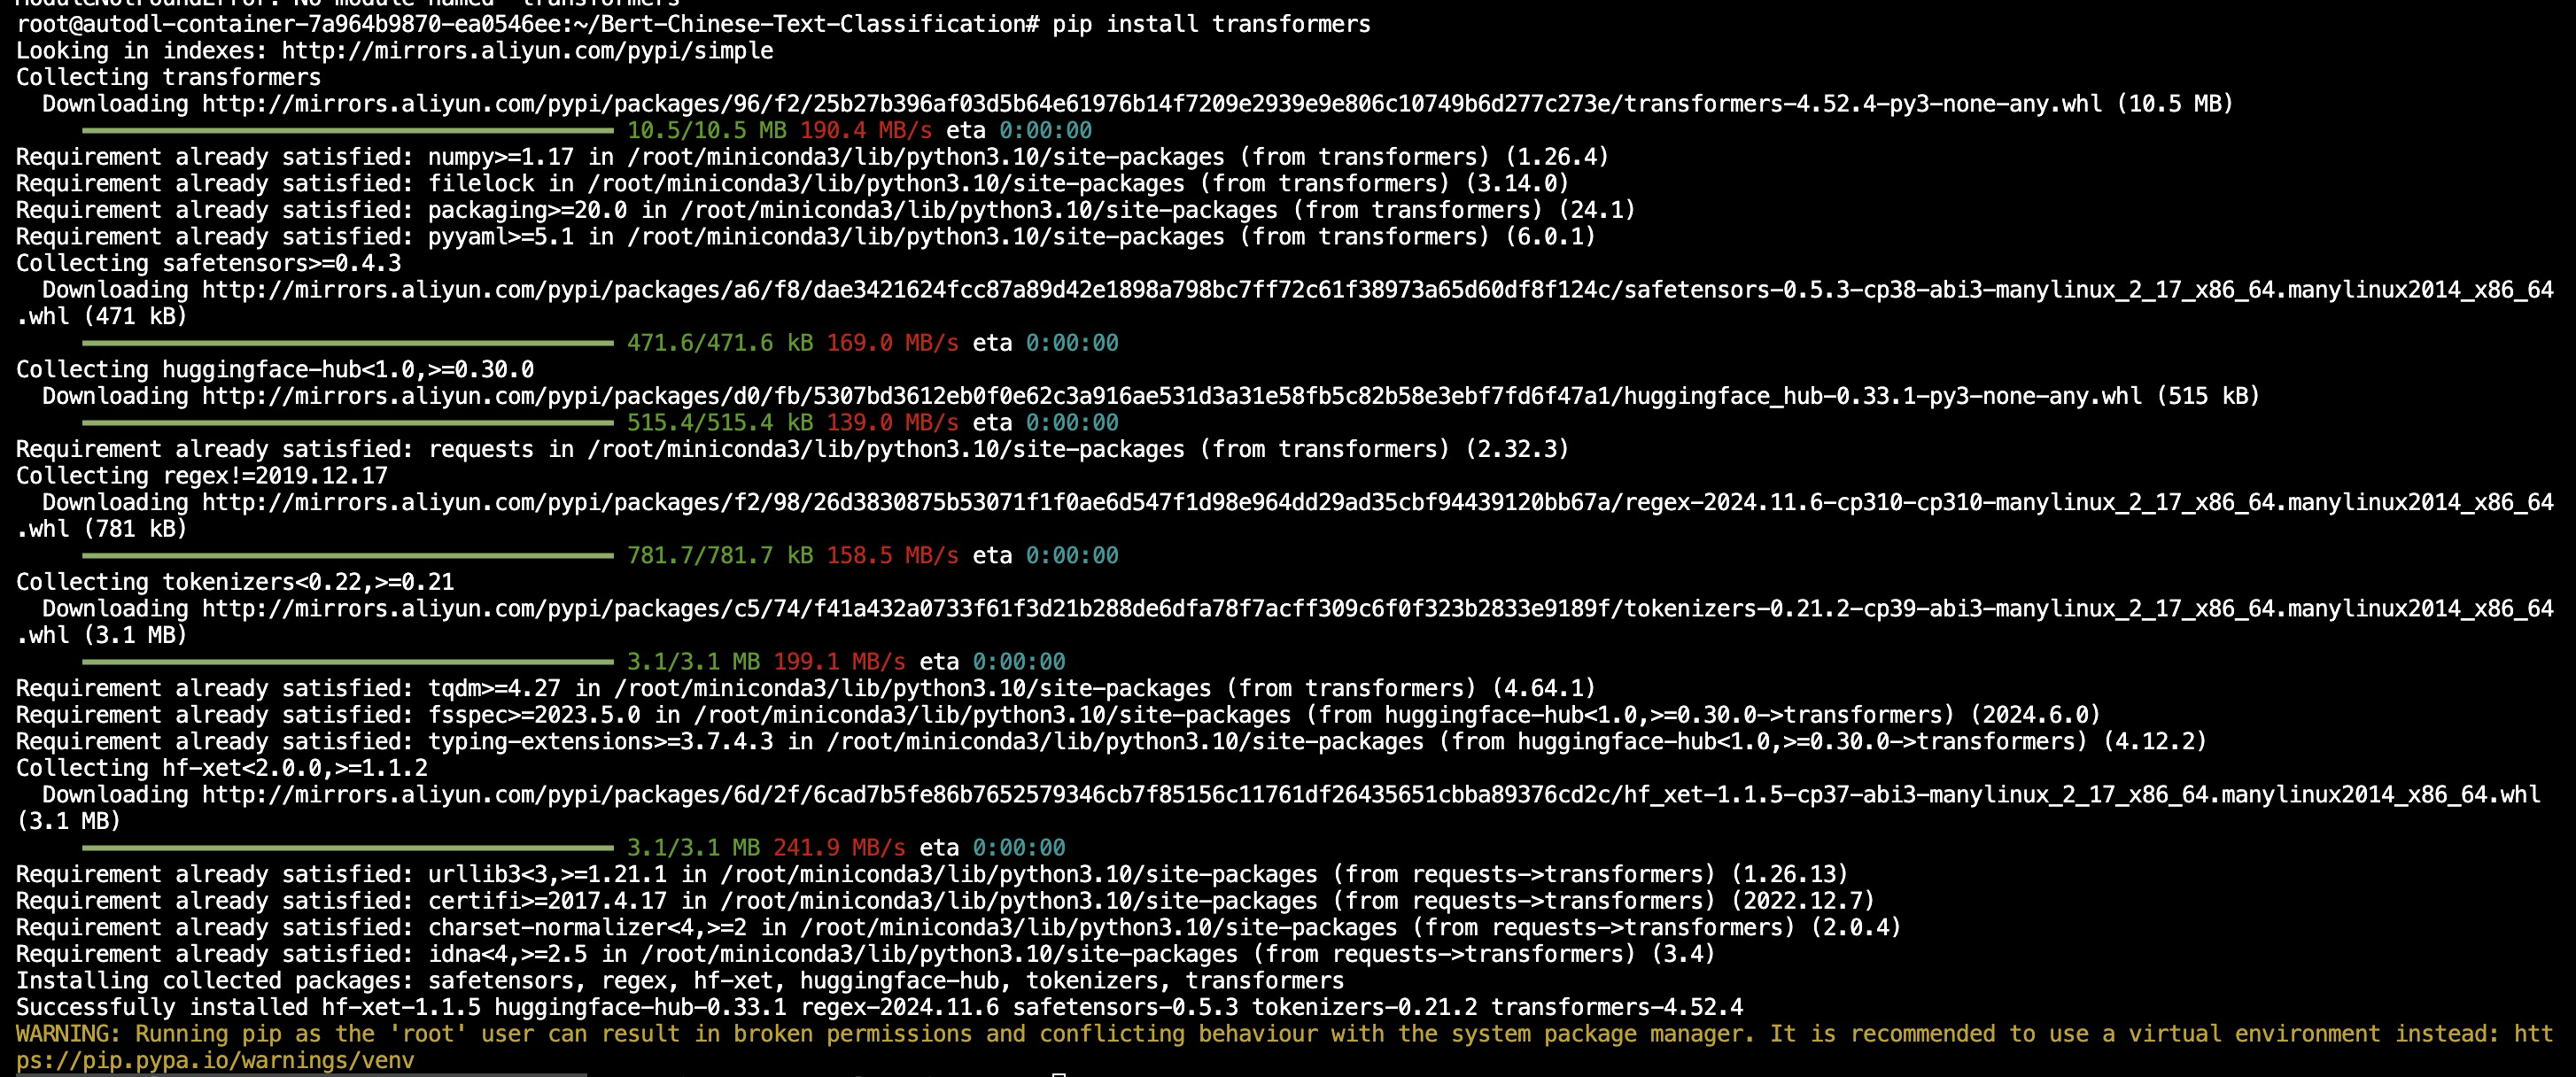 ModuleNotFoundError: No module named 'transformers'
root@autodl-container-7a964b9870-ea0546ee:~/Bert-Chinese-Text-Classification# pip install transformers
Looking in indexes: http://mirrors.aliyun.com/pypi/simple
Collecting transformers
  Downloading http://mirrors.aliyun.com/pypi/packages/96/f2/25b27b396af03d5b64e61976b14f7209e2939e9e806c10749b6d277c273e/transformers-4.52.4-py3-none-any.whl (10.5 MB)
10.5/10.5 MB 190.4 MB/s eta 0:00:00
Requirement already satisfied: numpy>=1.17 in /root/miniconda3/lib/python3.10/site-packages (from transformers) (1.26.4)
Requirement already satisfied: filelock in /root/miniconda3/lib/python3.10/site-packages (from transformers) (3.14.0)
Requirement already satisfied: packaging>=20.0 in /root/miniconda3/lib/python3.10/site-packages (from transformers) (24.1)
Requirement already satisfied: pyyaml>=5.1 in /root/miniconda3/lib/python3.10/site-packages (from transformers) (6.0.1)
Collecting safetensors>=0.4.3
  Downloading http://mirrors.aliyun.com/pypi/packages/a6/f8/dae3421624fcc87a89d42e1898a798bc7ff72c61f38973a65d60df8f124c/safetensors-0.5.3-cp38-abi3-manylinux_2_17_x86_64.manylinux2014_x86_64
.whl (471 kB)
471.6/471.6 kB 169.0 MB/s eta 0:00:00
Collecting huggingface-hub<1.0,>=0.30.0
  Downloading http://mirrors.aliyun.com/pypi/packages/d0/fb/5307bd3612eb0f0e62c3a916ae531d3a31e58fb5c82b58e3ebf7fd6f47a1/huggingface_hub-0.33.1-py3-none-any.whl (515 kB)
515.4/515.4 kB 139.0 MB/s eta 0:00:00
Requirement already satisfied: requests in /root/miniconda3/lib/python3.10/site-packages (from transformers) (2.32.3)
Collecting regex!=2019.12.17
  Downloading http://mirrors.aliyun.com/pypi/packages/f2/98/26d3830875b53071f1f0ae6d547f1d98e964dd29ad35cbf94439120bb67a/regex-2024.11.6-cp310-cp310-manylinux_2_17_x86_64.manylinux2014_x86_64
.whl (781 kB)
781.7/781.7 kB 158.5 MB/s eta 0:00:00
Collecting tokenizers<0.22,>=0.21
  Downloading http://mirrors.aliyun.com/pypi/packages/c5/74/f41a432a0733f61f3d21b288de6dfa78f7acff309c6f0f323b2833e9189f/tokenizers-0.21.2-cp39-abi3-manylinux_2_17_x86_64.manylinux2014_x86_64
.whl (3.1 MB)
3.1/3.1 MB 199.1 MB/s eta 0:00:00
Requirement already satisfied: tqdm>=4.27 in /root/miniconda3/lib/python3.10/site-packages (from transformers) (4.64.1)
Requirement already satisfied: fsspec>=2023.5.0 in /root/miniconda3/lib/python3.10/site-packages (from huggingface-hub<1.0,>=0.30.0->transformers) (2024.6.0)
Requirement already satisfied: typing-extensions>=3.7.4.3 in /root/miniconda3/lib/python3.10/site-packages (from huggingface-hub<1.0,>=0.30.0->transformers) (4.12.2)
Collecting hf-xet<2.0.0,>=1.1.2
  Downloading http://mirrors.aliyun.com/pypi/packages/6d/2f/6cad7b5fe86b7652579346cb7f85156c11761df26435651cbba89376cd2c/hf_xet-1.1.5-cp37-abi3-manylinux_2_17_x86_64.manylinux2014_x86_64.whl
(3.1 MB)
3.1/3.1 MB 241.9 MB/s eta 0:00:00
Requirement already satisfied: urllib3<3,>=1.21.1 in /root/miniconda3/lib/python3.10/site-packages (from requests->transformers) (1.26.13)
Requirement already satisfied: certifi>=2017.4.17 in /root/miniconda3/lib/python3.10/site-packages (from requests->transformers) (2022.12.7)
Requirement already satisfied: charset-normalizer<4,>=2 in /root/miniconda3/lib/python3.10/site-packages (from requests->transformers) (2.0.4)
Requirement already satisfied: idna<4,>=2.5 in /root/miniconda3/lib/python3.10/site-packages (from requests->transformers) (3.4)
Installing collected packages: safetensors, regex, hf-xet, huggingface-hub, tokenizers, transformers
Successfully installed hf-xet-1.1.5 huggingface-hub-0.33.1 regex-2024.11.6 safetensors-0.5.3 tokenizers-0.21.2 transformers-4.52.4
WARNING: Running pip as the 'root' user can result in broken permissions and conflicting behaviour with the system package manager. It is recommended to use a virtual environment instead: htt
ps://pip.pypa.io/warnings/venv